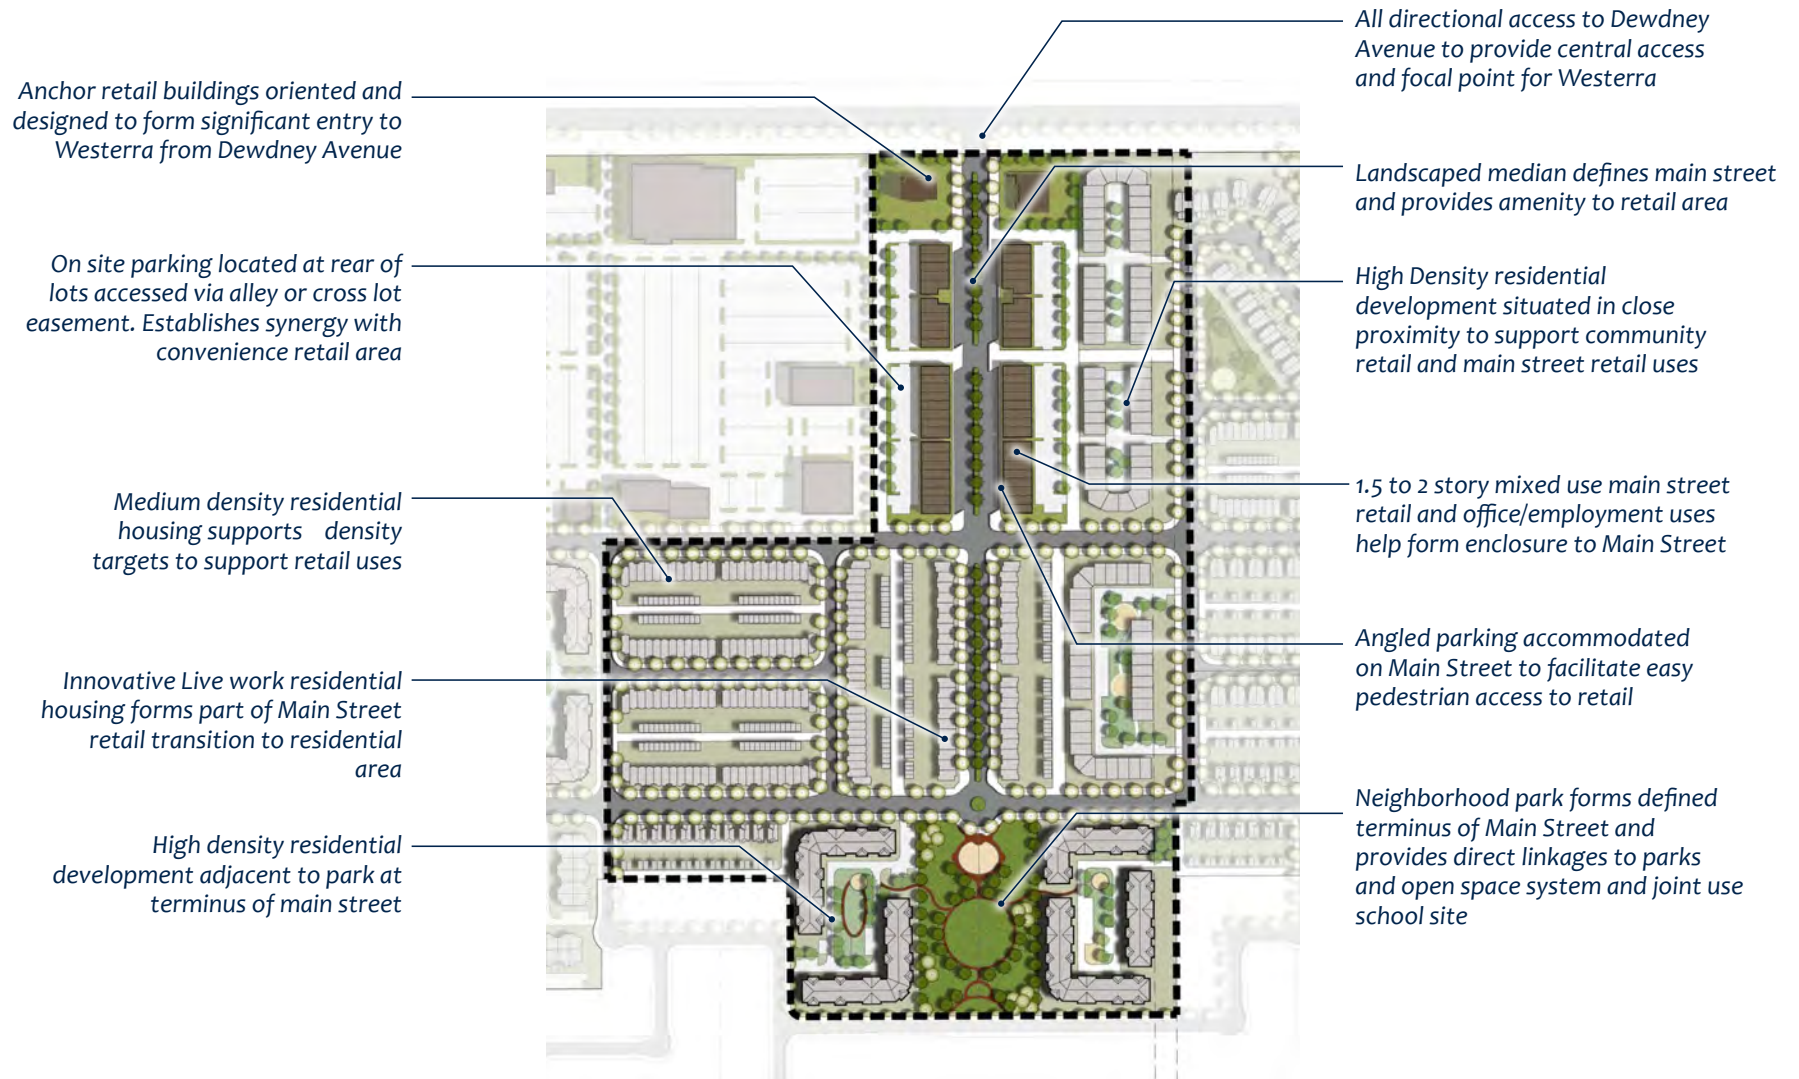 Anchor retail buildings oriented and
designed to form significant entry to
Westerra from Dewdney Avenue
On site parking located at rear of
lots accessed via alley or cross lot
easement. Establishes synergy with
convenience retail area
Medium density residential
housing supports density
targets to support retail uses
Innovative Live work residential
housing forms part of Main Street
retail transition to residential
area
High density residential
development adjacent to park at
terminus of main street
All directional access to Dewdney
Avenue to provide central access
and focal point for Westerra
Landscaped median defines main street
and provides amenity to retail area
High Density residential
development situated in close
proximity to support community
retail and main street retail uses
1.5 to 2 story mixed use main street
retail and office/employment uses
help form enclosure to Main Street
Angled parking accommodated
on Main Street to facilitate easy
pedestrian access to retail
Neighborhood park forms defined
terminus of Main Street and
provides direct linkages to parks
and open space system and joint use
school site